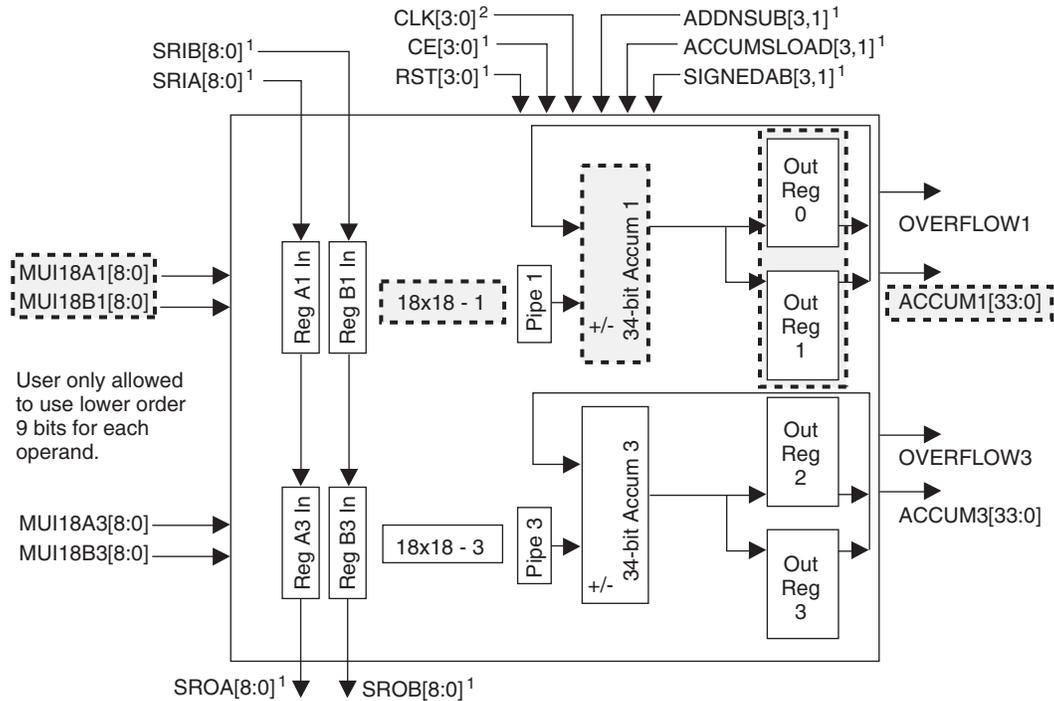 CLK[3:0]²
CE[3:0]¹
RST[3:0]¹
ADDNSUB[3,1]¹
ACCUMSLOAD[3,1]¹
SIGNEDAB[3,1]¹
SRIB[8:0]¹
SRIA[8:0]¹
MUI18A1[8:0]
MUI18B1[8:0]
User only allowed
to use lower order
9 bits for each
operand.
MUI18A3[8:0]
MUI18B3[8:0]
Reg A1 In
Reg B1 In
18x18 - 1
Pipe 1
+/-
34-bit Accum 1
Out
Reg
0
Out
Reg
1
OVERFLOW1
ACCUM1[33:0]
Reg A3 In
Reg B3 In
18x18 - 3
Pipe 3
+/-
34-bit Accum 3
Out
Reg
2
Out
Reg
3
OVERFLOW3
ACCUM3[33:0]
SROA[8:0]¹
SROB[8:0]¹